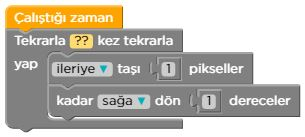 Çalıştığı zaman
Tekrarla ?? kez tekrarla
yap ileriye ▼ taşı 1 pikseller
kadar sağa ▼ dön 1 dereceler